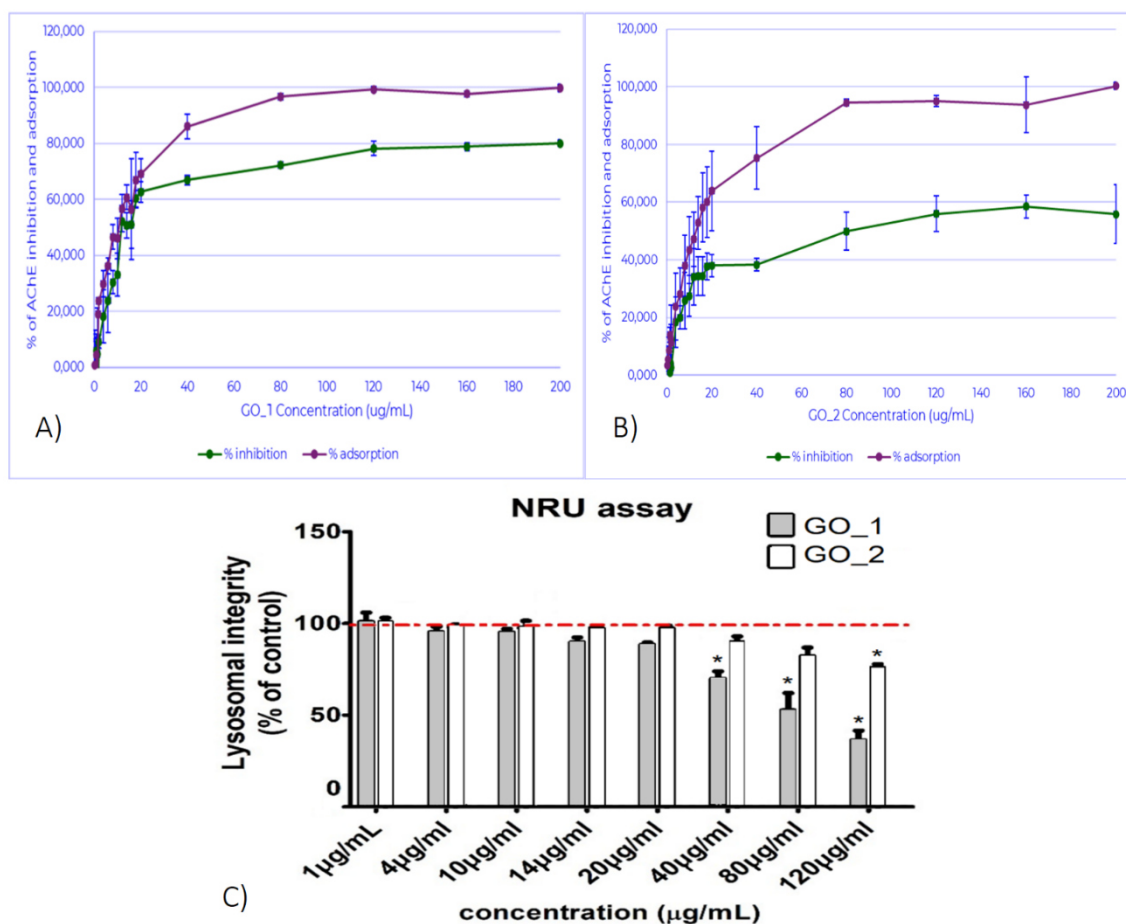 % of AChE inhibition and adsorption
120,000
100,000
80,000
60,000
40,000
20,000
0,000
0 20 40 60 80 100 120 140 160 180 200
GO_1 Concentration (ug/mL)
A)
% inhibition % adsorption
% of AChE inhibition and adsorption
120,000
100,000
80,000
60,000
40,000
20,000
0,000
0 20 40 60 80 100 120 140 160 180 200
GO_2 Concentration (ug/mL)
B)
% inhibition % adsorption
NRU assay
GO_1
GO_2
Lysosomal integrity
(% of control)
150
100
50
0
* * * *
1µg/mL 4µg/ml 10µg/ml 14µg/ml 20µg/ml 40µg/ml 80µg/ml 120µg/ml
C)
concentration (µg/mL)